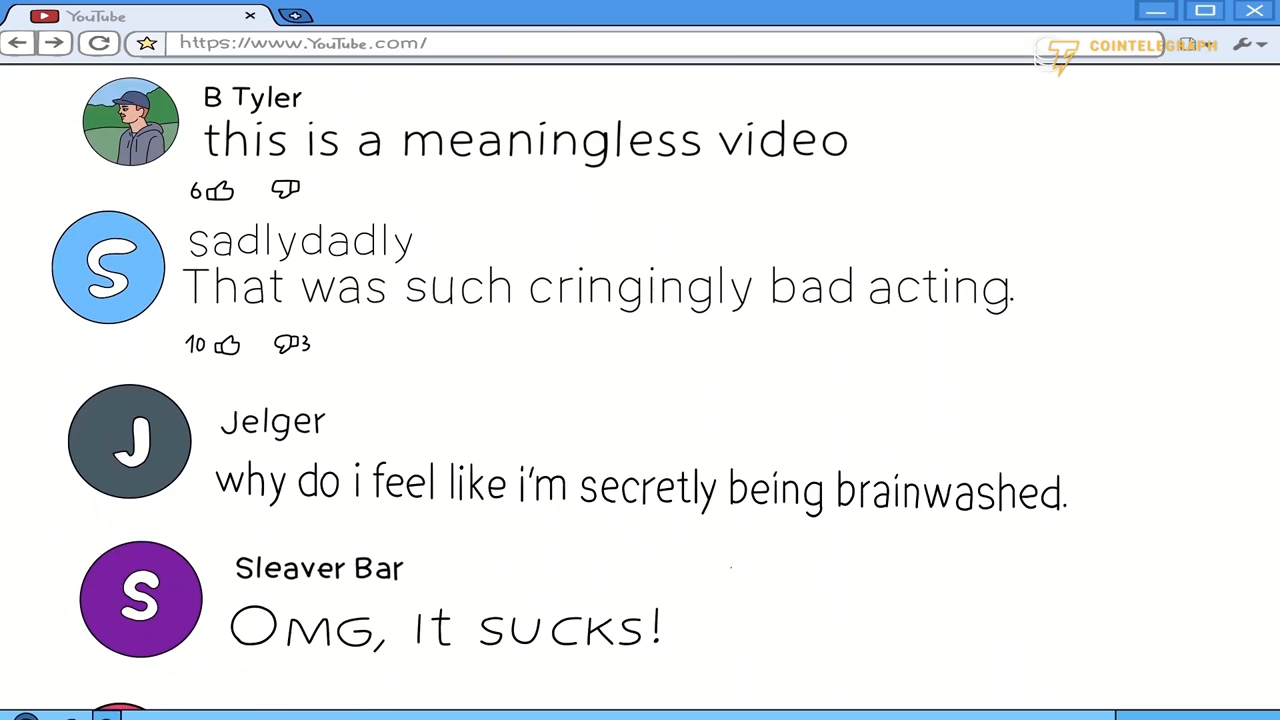 YouTube
https://www.YouTube.com/
COINTELEGRAPH
B Tyler
this is a meaningless video
6
S
sadlydadly
That was such cringingly bad acting.
10 3
J
Jelger
why do i feel like i'm secretly being brainwashed.
S
Sleaver Bar
OMG, it sucks!